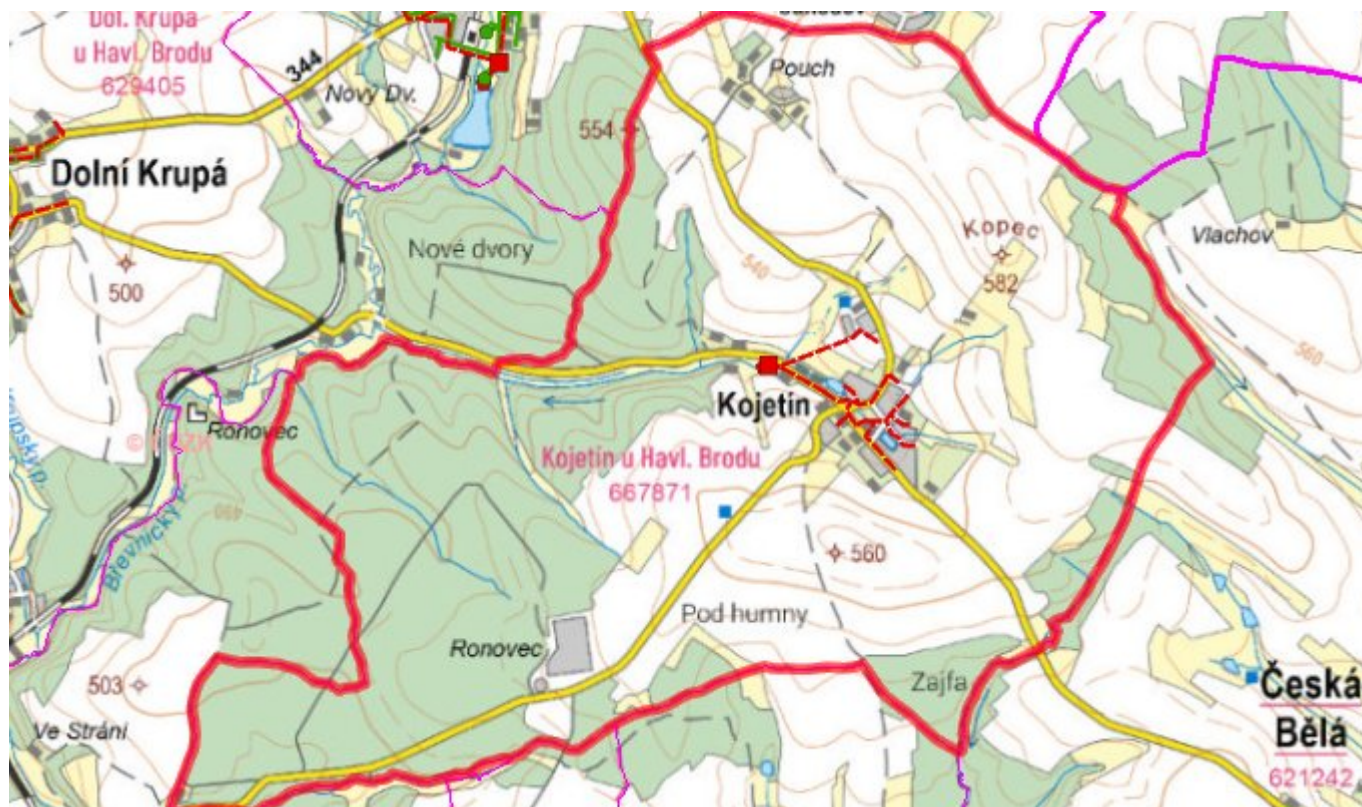 Dol. Krupá
u Havl. Brodu
629405
344
Nový Dv.
Pouch
554
Dolní Krupá
Nové dvory
Kopec
Vlachov
500
540
582
560
Kojetín
Ronovec
Kojetín u Havl. Brodu
667871
490
Břevnický p.
560
Pod humny
Ronovec
503
Zajfa
Česká
Bělá
Ve Strání
621242